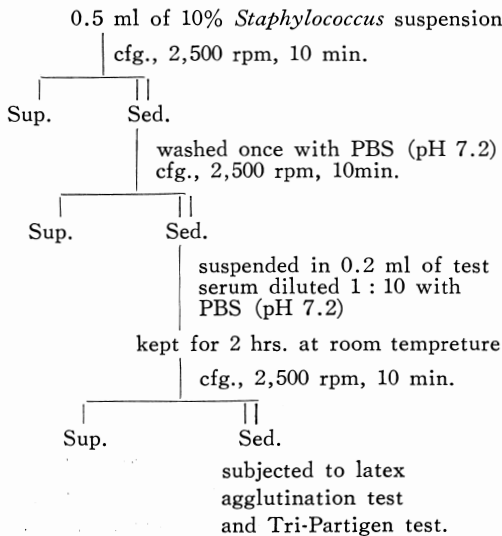 0.5 ml of 10% Staphylococcus suspension
cfg., 2,500 rpm, 10 min.
Sup. Sed.
washed once with PBS (pH 7.2)
cfg., 2,500 rpm, 10min.
Sup. Sed.
suspended in 0.2 ml of test
serum diluted 1 : 10 with
PBS (pH 7.2)
kept for 2 hrs. at room tempreture
cfg., 2,500 rpm, 10 min.
Sup. Sed.
subjected to latex
agglutination test
and Tri-Partigen test.